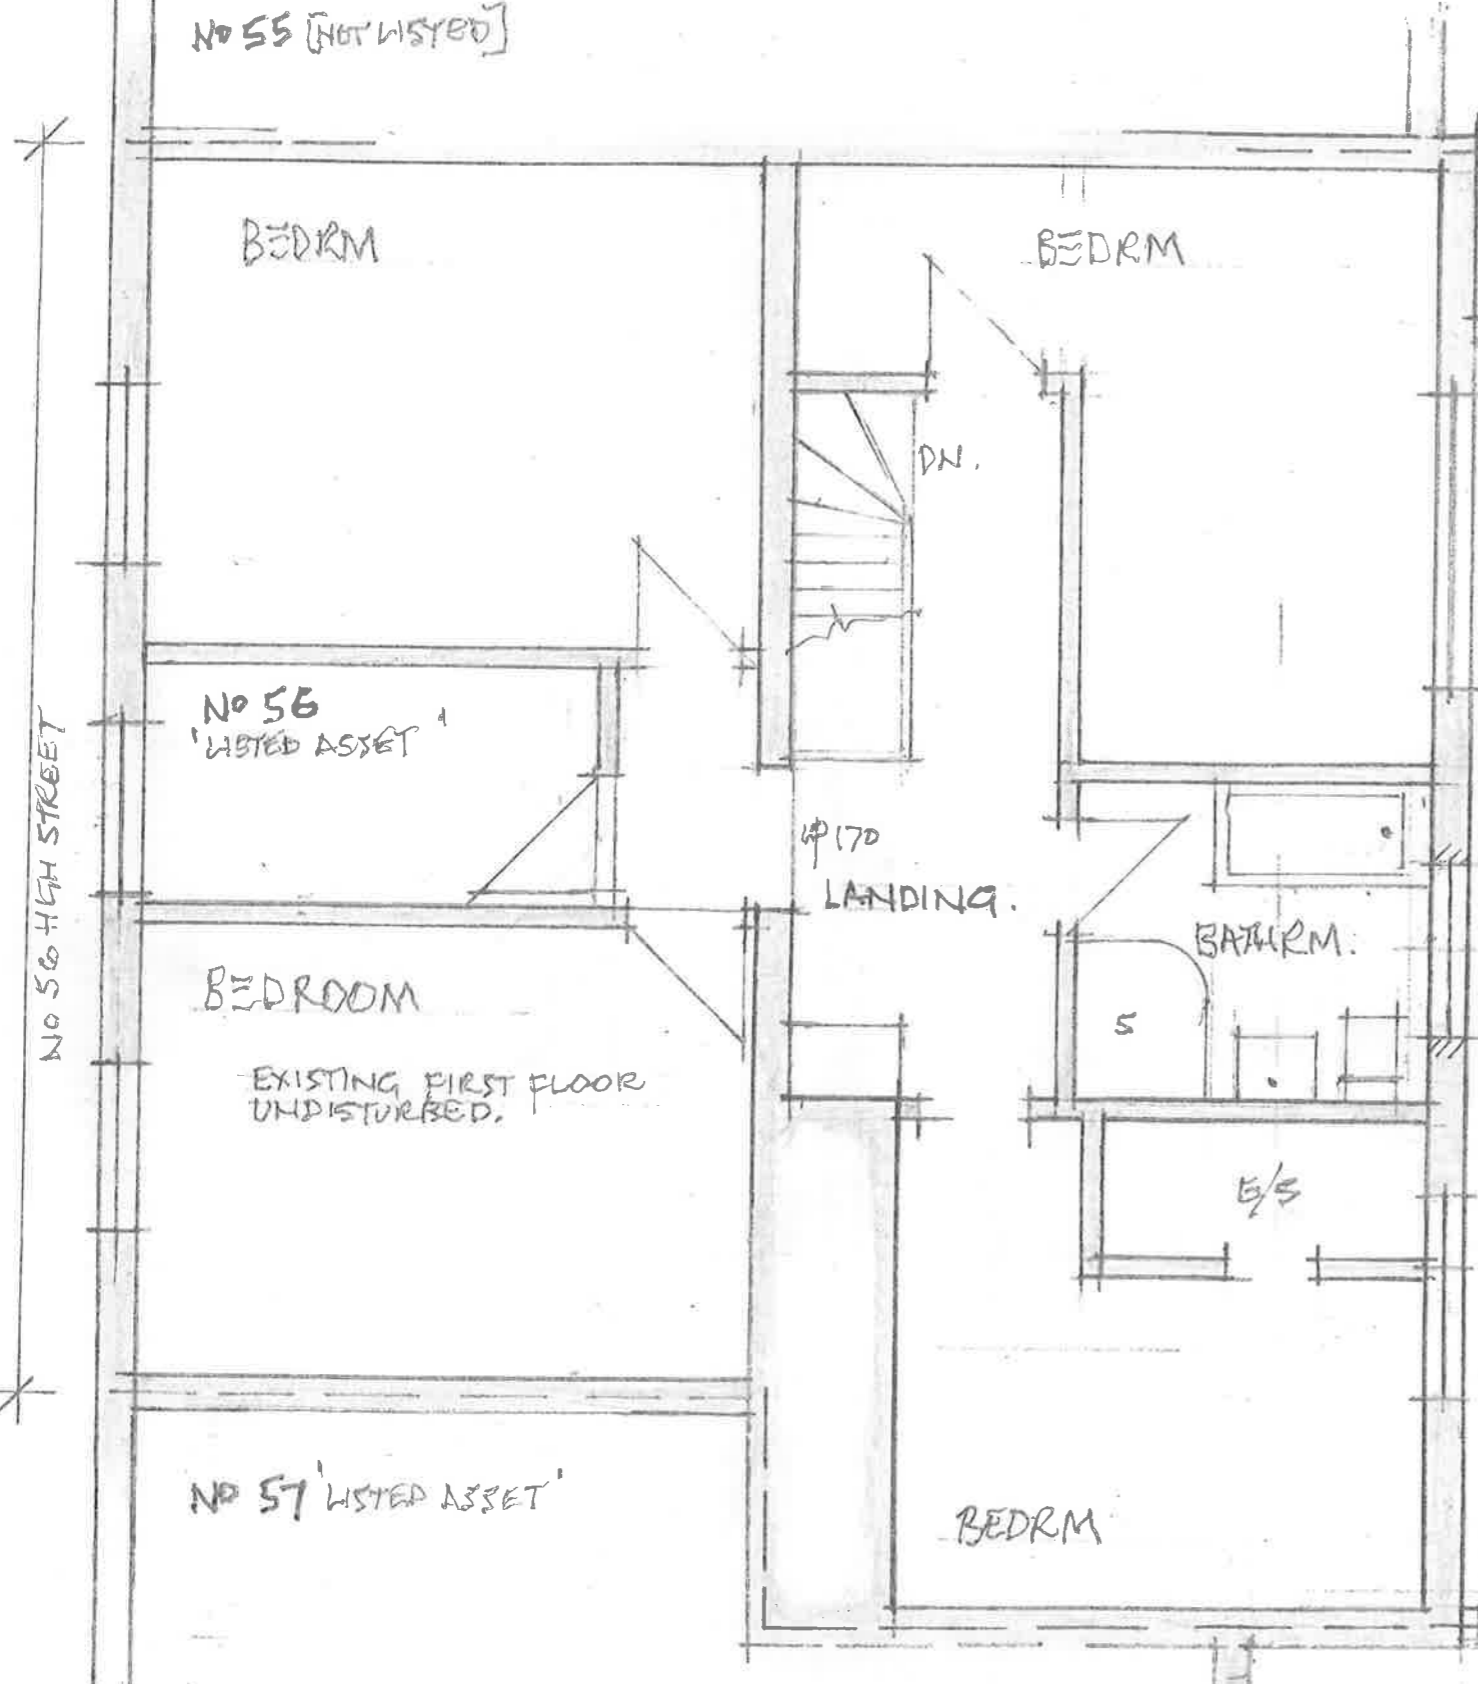 No 55 [NOT LISTED]
BEDRM
BEDRM
DN.
No 56
'LISTED ASSET'
NO 56 HIGH STREET
UP 170
LANDING.
BATHRM.
BEDROOM
S
EXISTING FIRST FLOOR
UNDISTURBED.
E/S
No 57 'LISTED ASSET'
BEDRM